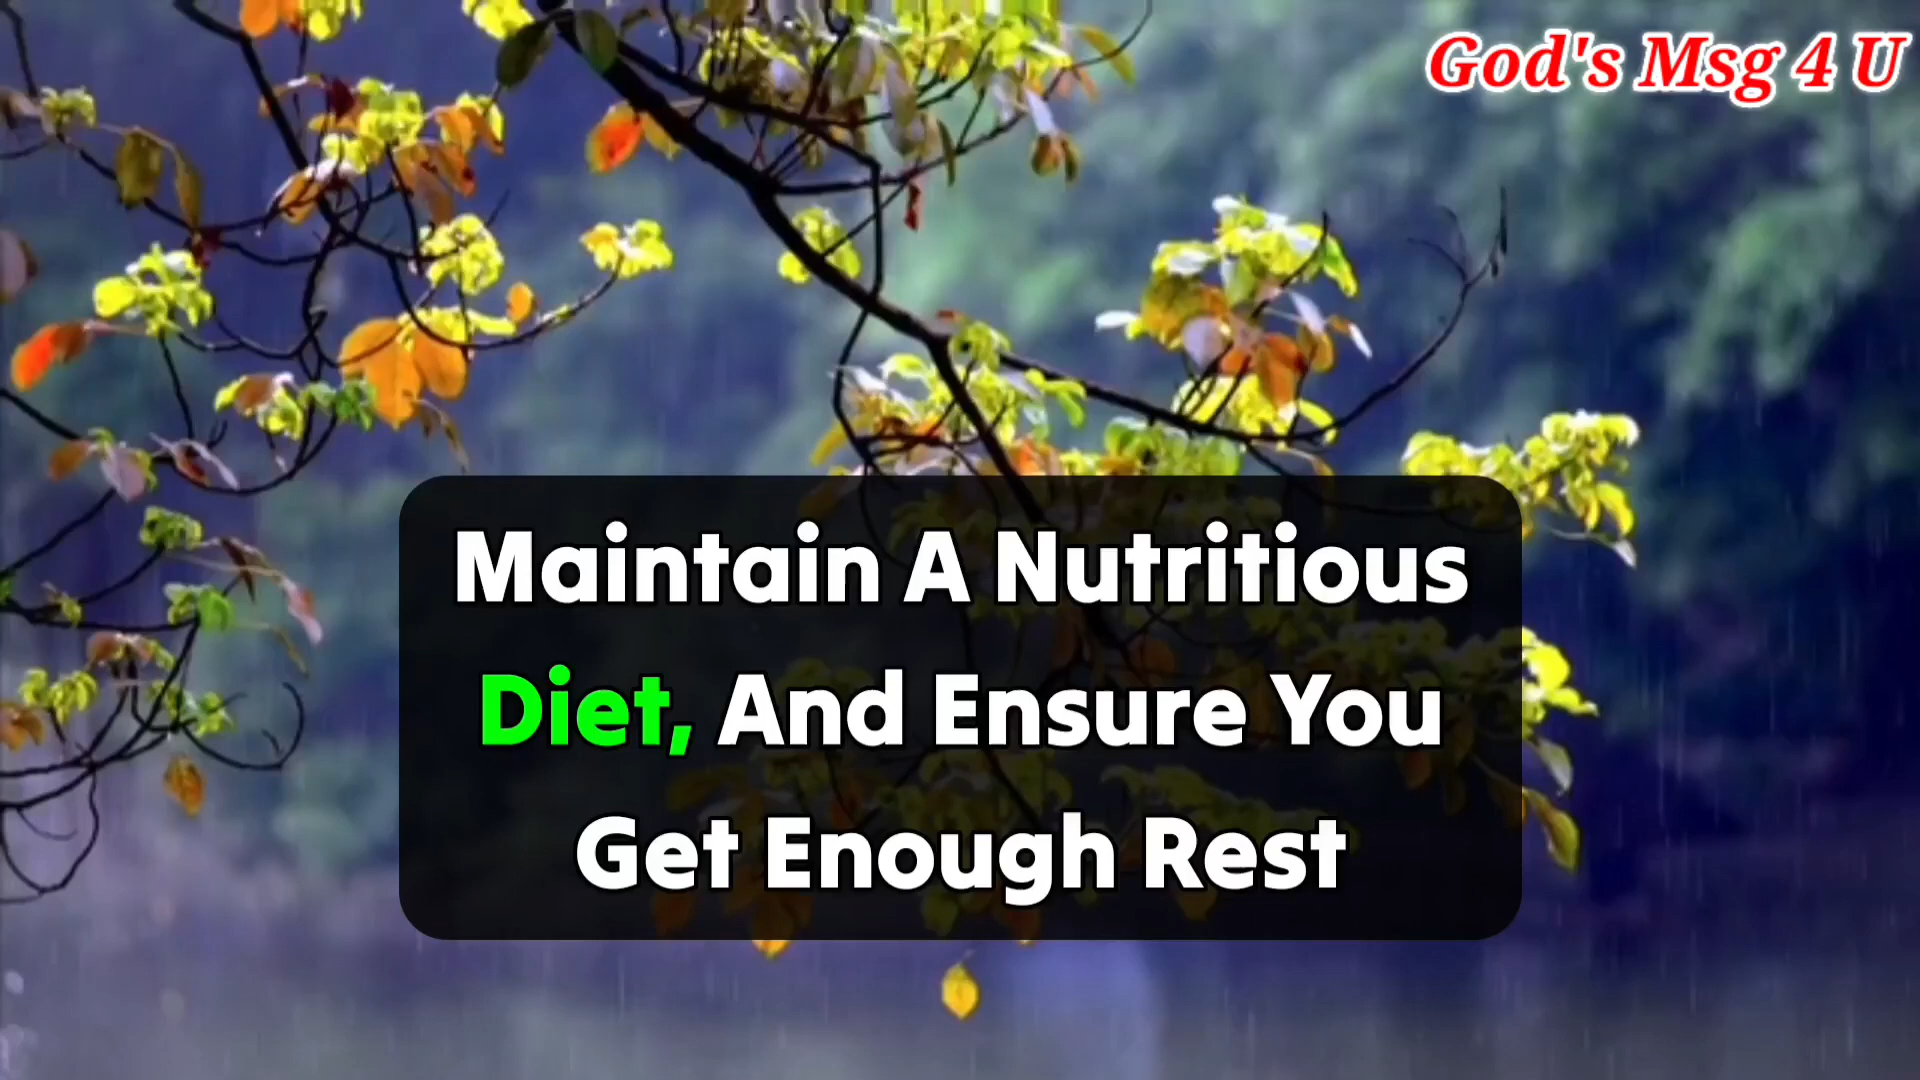 God's Msg 4 U
Maintain A Nutritious
Diet, And Ensure You
Get Enough Rest